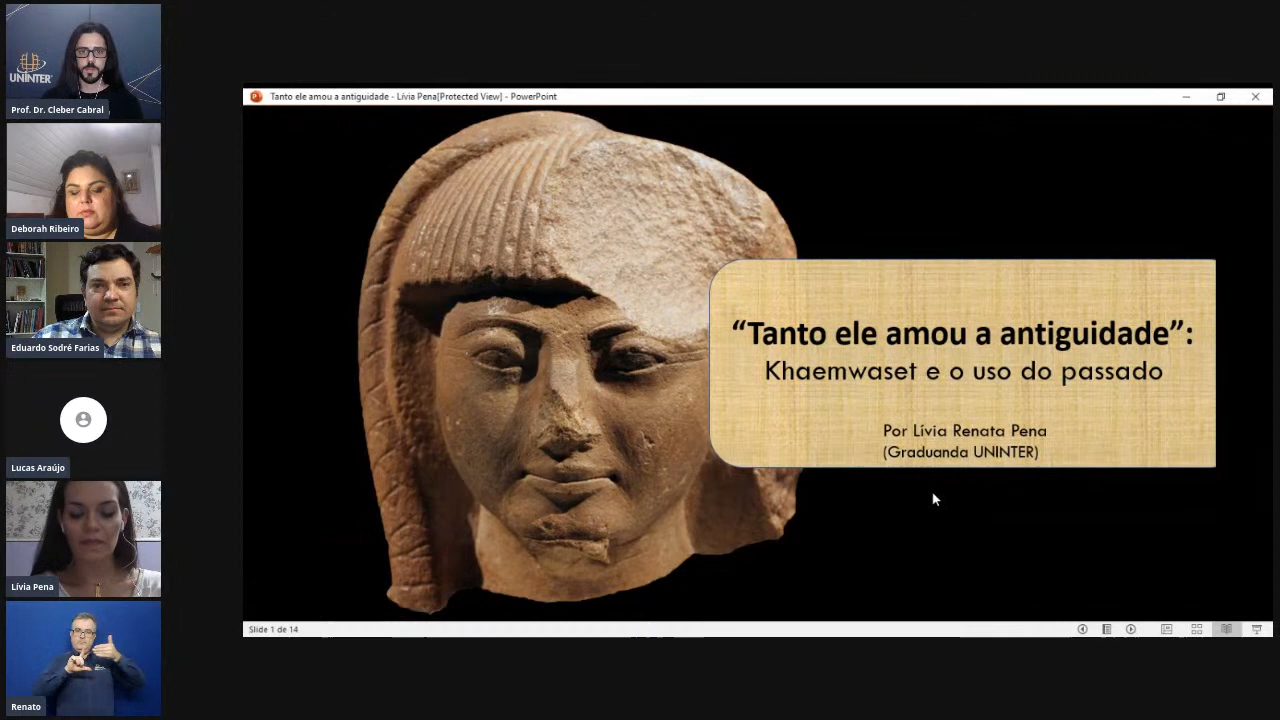 UNINTER
Prof. Dr. Cleber Cabral
Deborah Ribeiro
Eduardo Sodré Farias
Lucas Araújo
Lívia Pena
Renato
Tanto ele amou a antiguidade - Lívia Pena[Protected View] - PowerPoint
“Tanto ele amou a antiguidade”:
Khaemwaset e o uso do passado
Por Lívia Renata Pena
(Graduanda UNINTER)
Slide 1 de 14